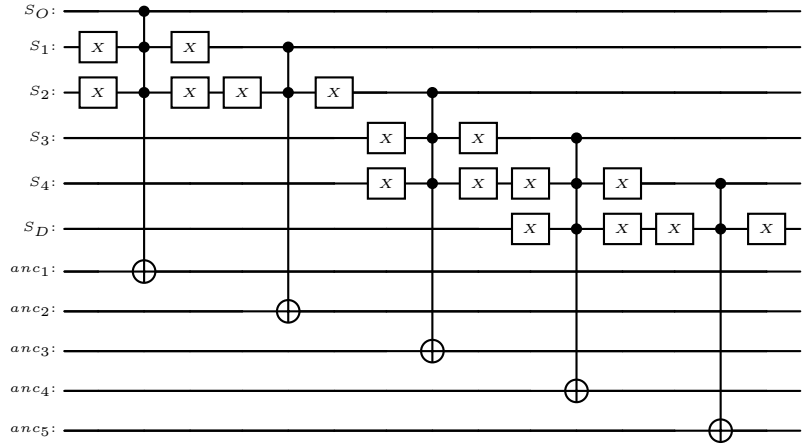 S_O:
S_1: X X
S_2: X X X X
S_3: X X
S_4: X X X X
S_D: X X X X
anc_1:
anc_2:
anc_3:
anc_4:
anc_5: